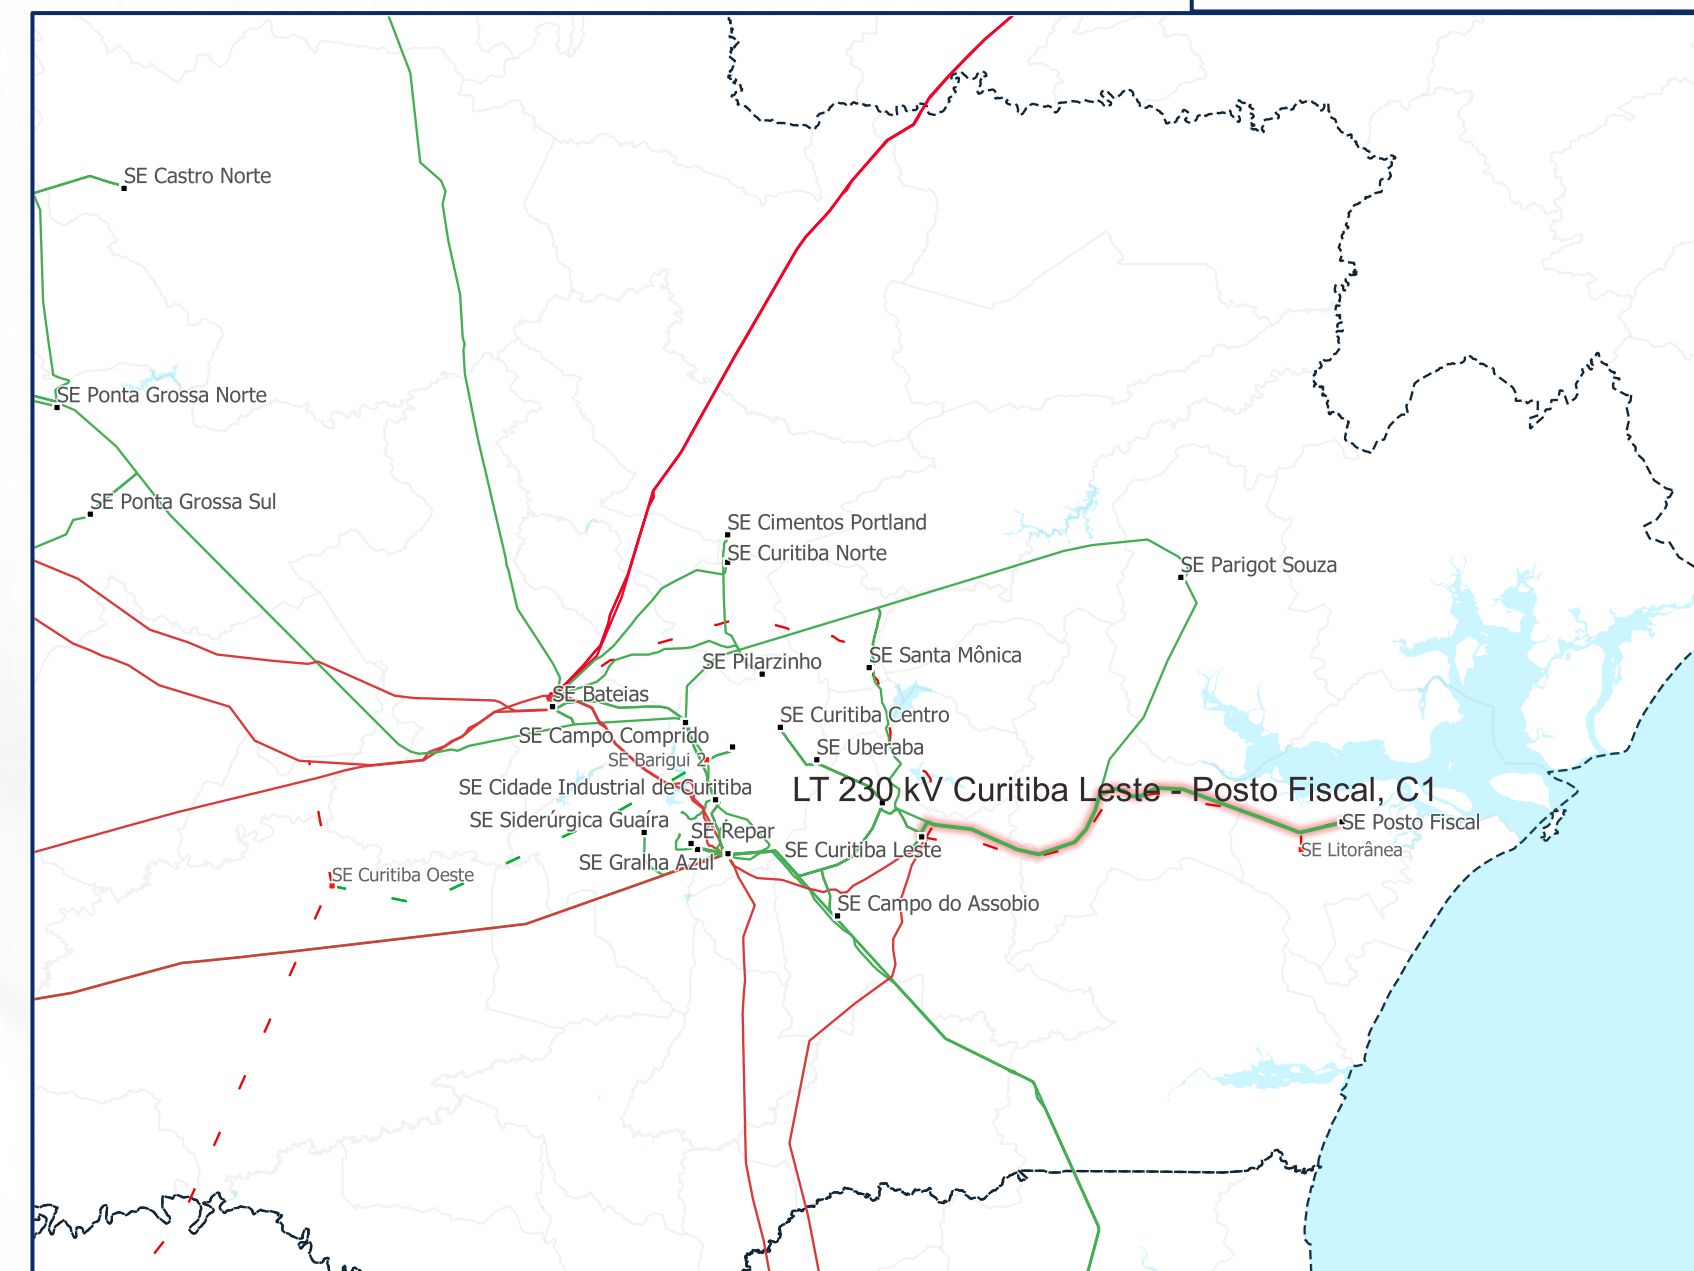 SE Castro Norte
SE Ponta Grossa Norte
SE Ponta Grossa Sul
SE Cimentos Portland
SE Curitiba Norte
SE Parigot Souza
SE Pilarzinho
SE Santa Mônica
SE Bateias
SE Curitiba Centro
SE Campo Comprido
SE Uberaba
SE Barigui 2
SE Cidade Industrial de Curitiba
LT 230 kV Curitiba Leste - Posto Fiscal, C1
SE Siderúrgica Guaíra
SE Posto Fiscal
SE Repar
SE Curitiba Leste
SE Litorânea
SE Gralha Azul
SE Curitiba Oeste
SE Campo do Assobio